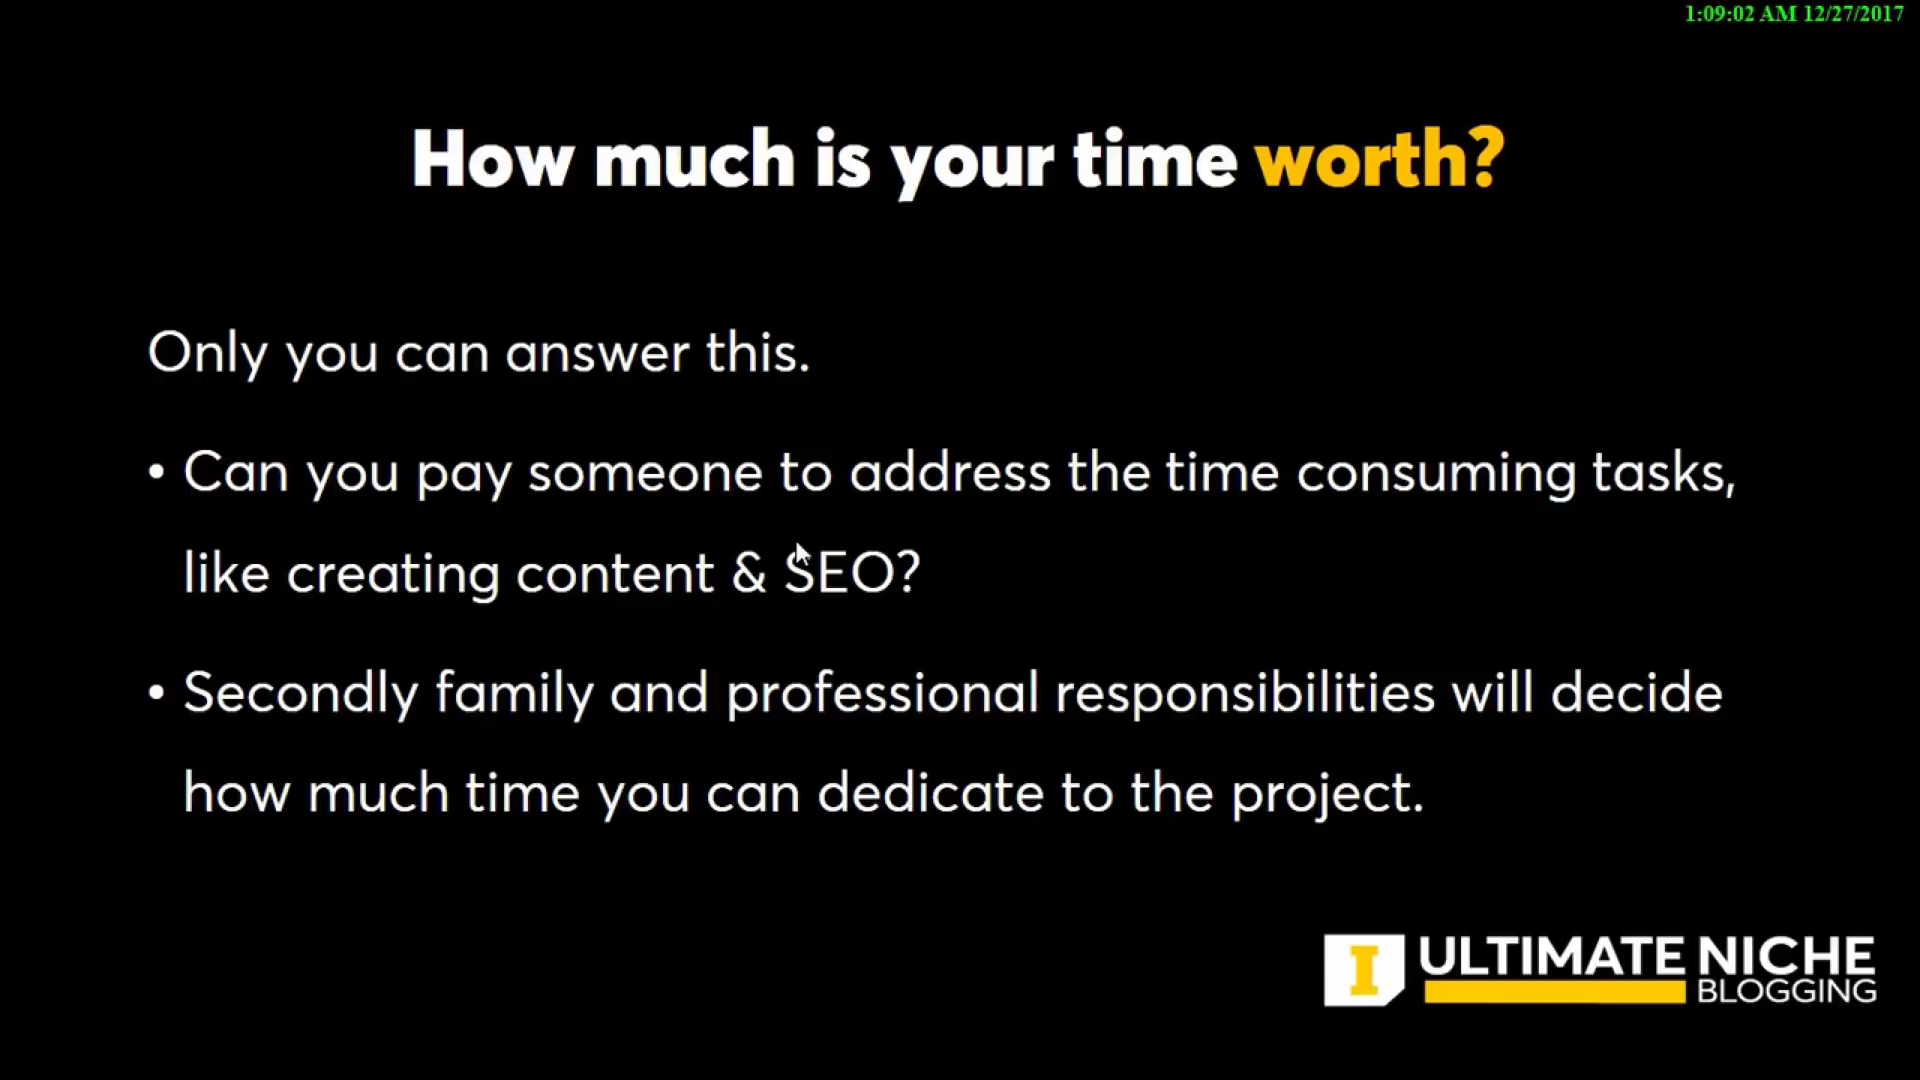 1:09:02 AM 12/27/2017
How much is your time worth?
Only you can answer this.
• Can you pay someone to address the time consuming tasks,
like creating content & SEO?
• Secondly family and professional responsibilities will decide
how much time you can dedicate to the project.
I ULTIMATE NICHE
BLOGGING